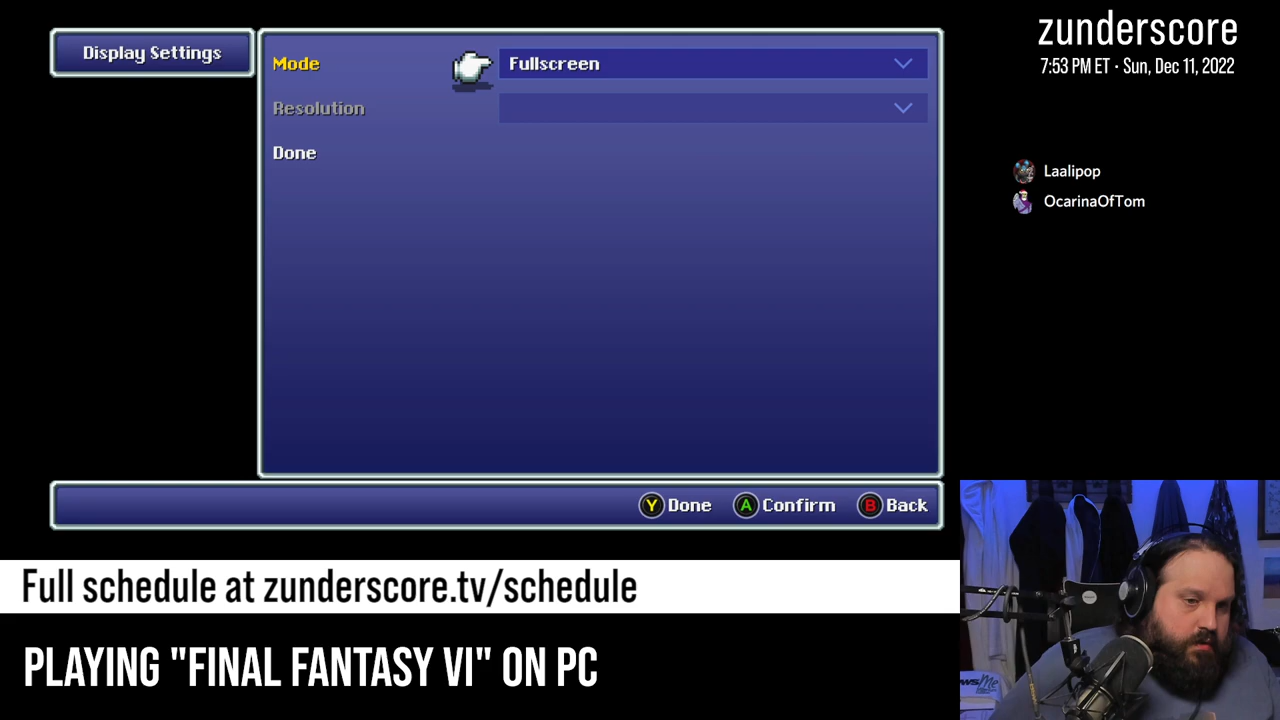 Display Settings
Mode
Fullscreen
Resolution
Done
Y Done
A Confirm
B Back
zunderscore
7:53 PM ET · Sun, Dec 11, 2022
Laalipop
OcarinaOfTom
Full schedule at zunderscore.tv/schedule
PLAYING "FINAL FANTASY VI" ON PC